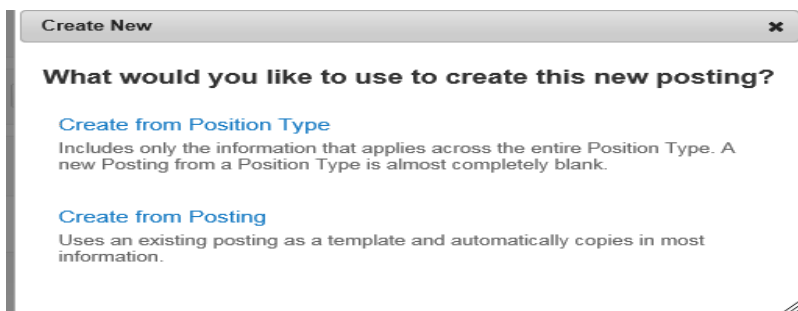 Create New
What would you like to use to create this new posting?
Create from Position Type
Includes only the information that applies across the entire Position Type. A
new Posting from a Position Type is almost completely blank.
Create from Posting
Uses an existing posting as a template and automatically copies in most
information.